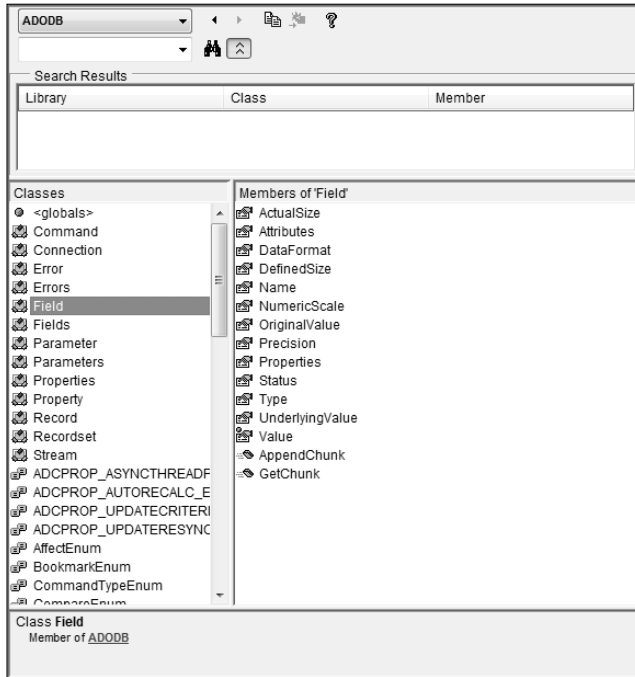 ADODB
Search Results
Library Class Member
Classes
<globals>
Command
Connection
Error
Errors
Field
Fields
Parameter
Parameters
Properties
Property
Record
Recordset
Stream
ADCPROP_ASYNCTHREADF
ADCPROP_AUTORECALC_E
ADCPROP_UPDATECRITERI
ADCPROP_UPDATERESYNC
AffectEnum
BookmarkEnum
CommandTypeEnum
CompareEnum
Members of 'Field'
ActualSize
Attributes
DataFormat
DefinedSize
Name
NumericScale
OriginalValue
Precision
Properties
Status
Type
UnderlyingValue
Value
AppendChunk
GetChunk
Class Field
Member of ADODB